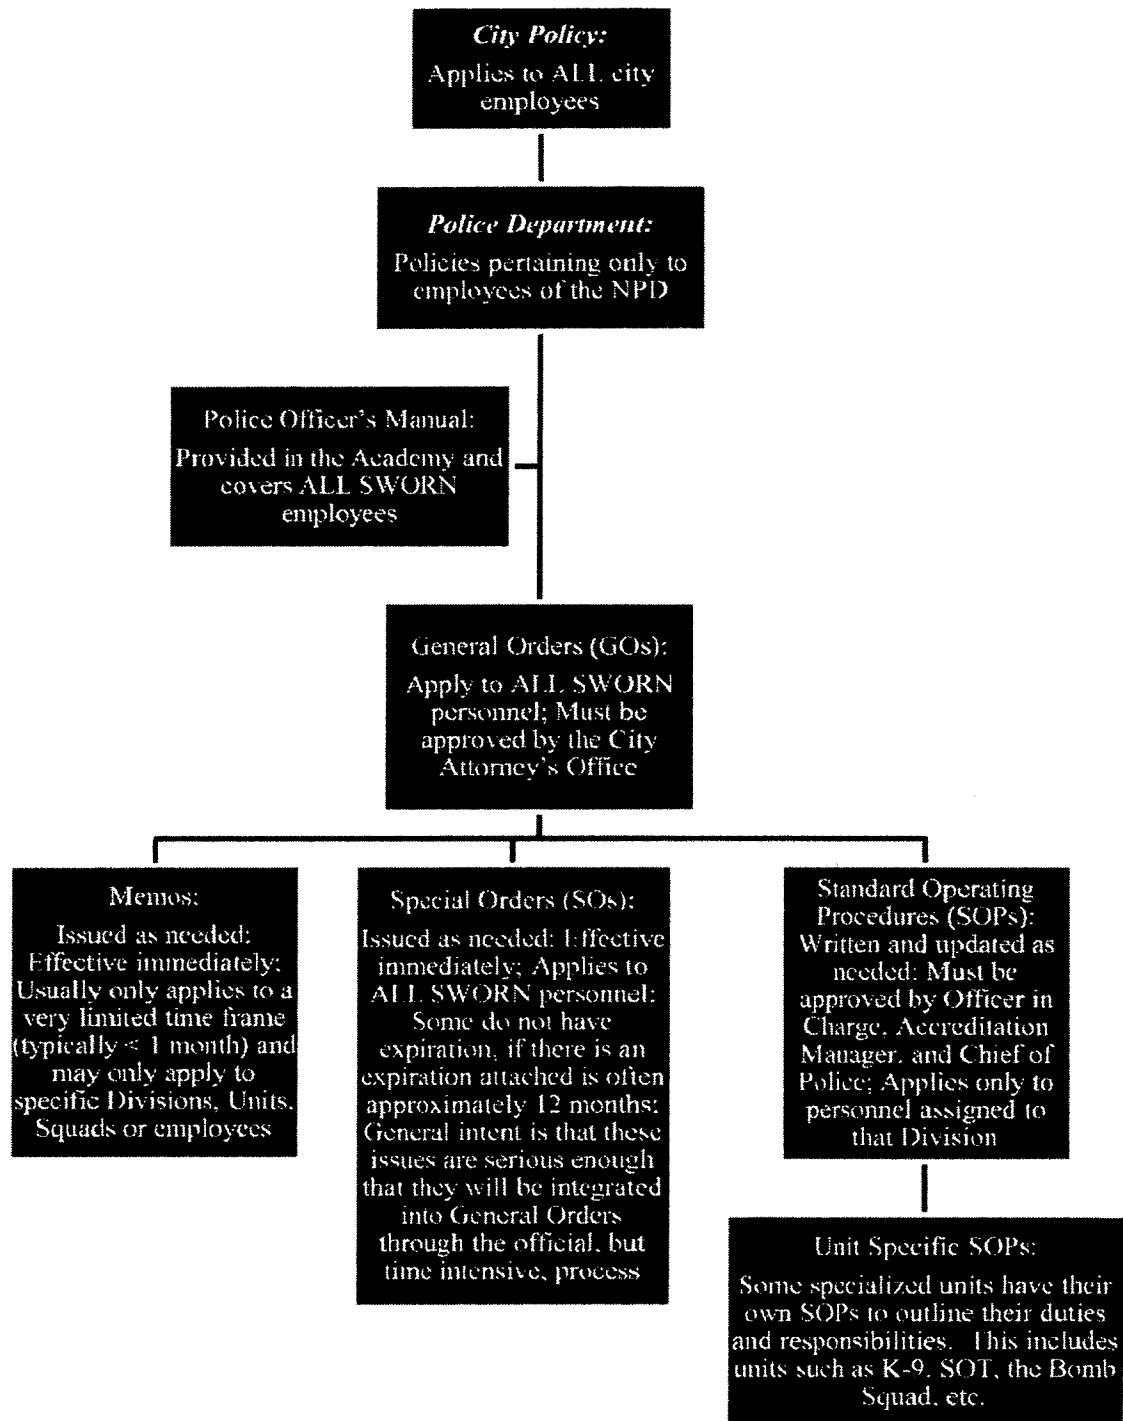 City Policy:
Applies to ALL city
employees
Police Department:
Policies pertaining only to
employees of the NPD
Police Officer's Manual:
Provided in the Academy and
covers ALL SWORN
employees
General Orders (GOs):
Apply to ALL SWORN
personnel; Must be
approved by the City
Attorney's Office
Memos:
Issued as needed;
Effective immediately;
Usually only applies to a
very limited time frame
(typically < 1 month) and
may only apply to
specific Divisions, Units,
Squads or employees
Special Orders (SOs):
Issued as needed; Effective
immediately; Applies to
ALL SWORN personnel;
Some do not have
expiration, if there is an
expiration attached is often
approximately 12 months;
General intent is that these
issues are serious enough
that they will be integrated
into General Orders
through the official, but
time intensive, process
Standard Operating
Procedures (SOPs):
Written and updated as
needed; Must be
approved by Officer in
Charge, Accreditation
Manager, and Chief of
Police; Applies only to
personnel assigned to
that Division
Unit Specific SOPs:
Some specialized units have their
own SOPs to outline their duties
and responsibilities. This includes
units such as K-9, SOT, the Bomb
Squad, etc.